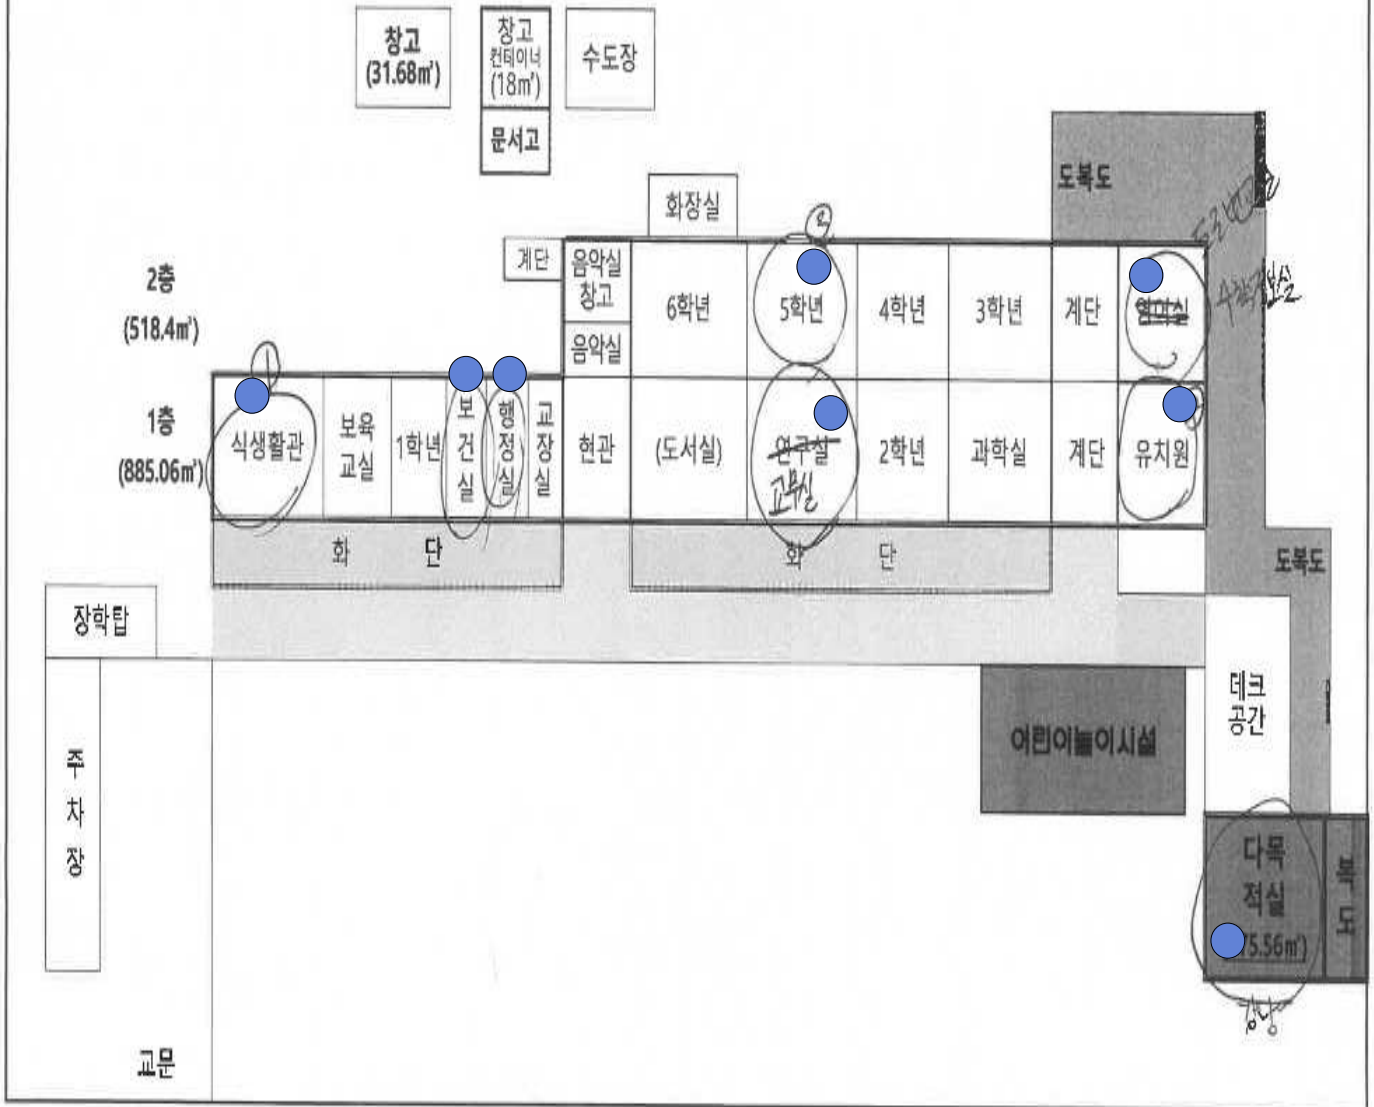 창고
(31.68㎡)
창고
컨테이너
(18㎡)
문서고
수도장
화장실
도복도
2층
(518.4㎡)
계단
음악실
창고
음악실
6학년
5학년
4학년
3학년
계단
1층
(885.06㎡)
식생활관
보육
교실
1학년
보
건
실
행
정
실
교
장
실
현관
(도서실)
연구실
교무실
2학년
과학실
계단
유치원
화 단
화 단
도복도
장학탑
데크
공간
어린이놀이시설
주
차
장
다목
적실
75.56㎡)
복
도
강당
교문